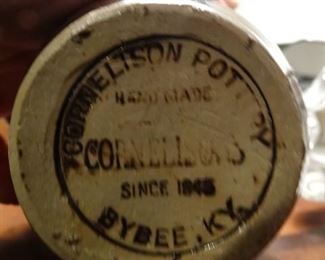 CORNELISON POTTERY
HAND MADE
CORNELISON'S
SINCE 1845
BYBEE, KY.